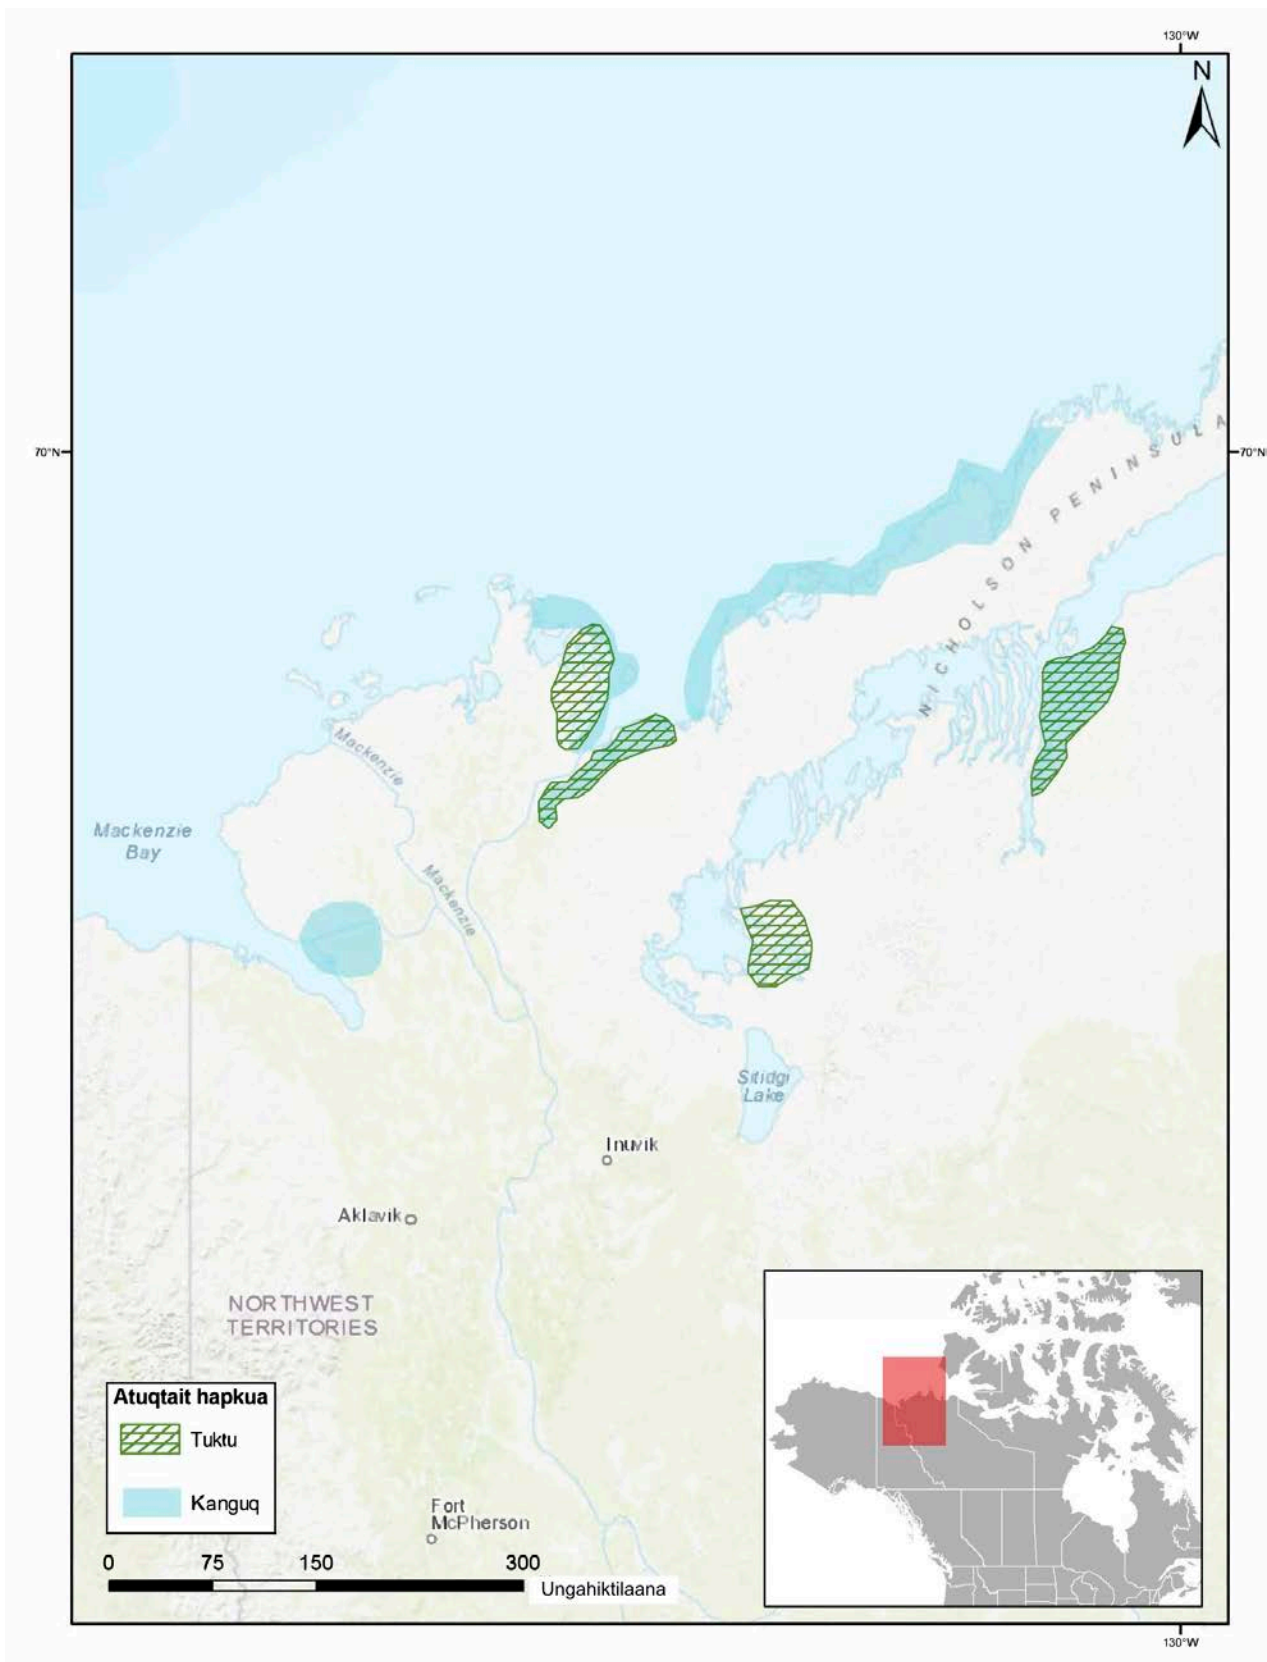 130°W
N
70°N
70°N
NICHOLSON PENINSULA
Mackenzie
Mackenzie
Bay
Mackenzie
Sitidgi
Lake
Inuvik
Aklavik
NORTHWEST
TERRITORIES
Atuqtait hapkua
Tuktu
Kanguq
Fort
McPherson
0 75 150 300
Ungahiktilaana
130°W